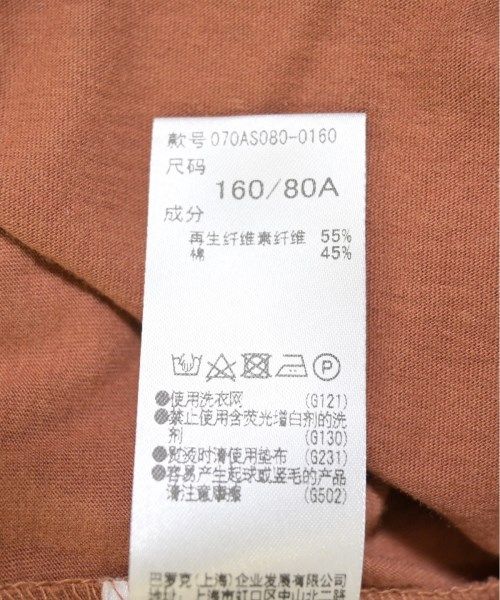 款号 070AS080-0160
尺码
160/80A
成分
再生纤维素纤维 55%
棉 45%
P
●使用洗衣网 (G121)
●禁止使用含荧光增白剂的洗
剂 (G130)
●熨烫时请使用垫布 (G231)
●容易产生起球或竖毛的产品
请注意摩擦 (G502)
巴罗克（上海）企业发展有限公司
上海市虹口区中山北二路